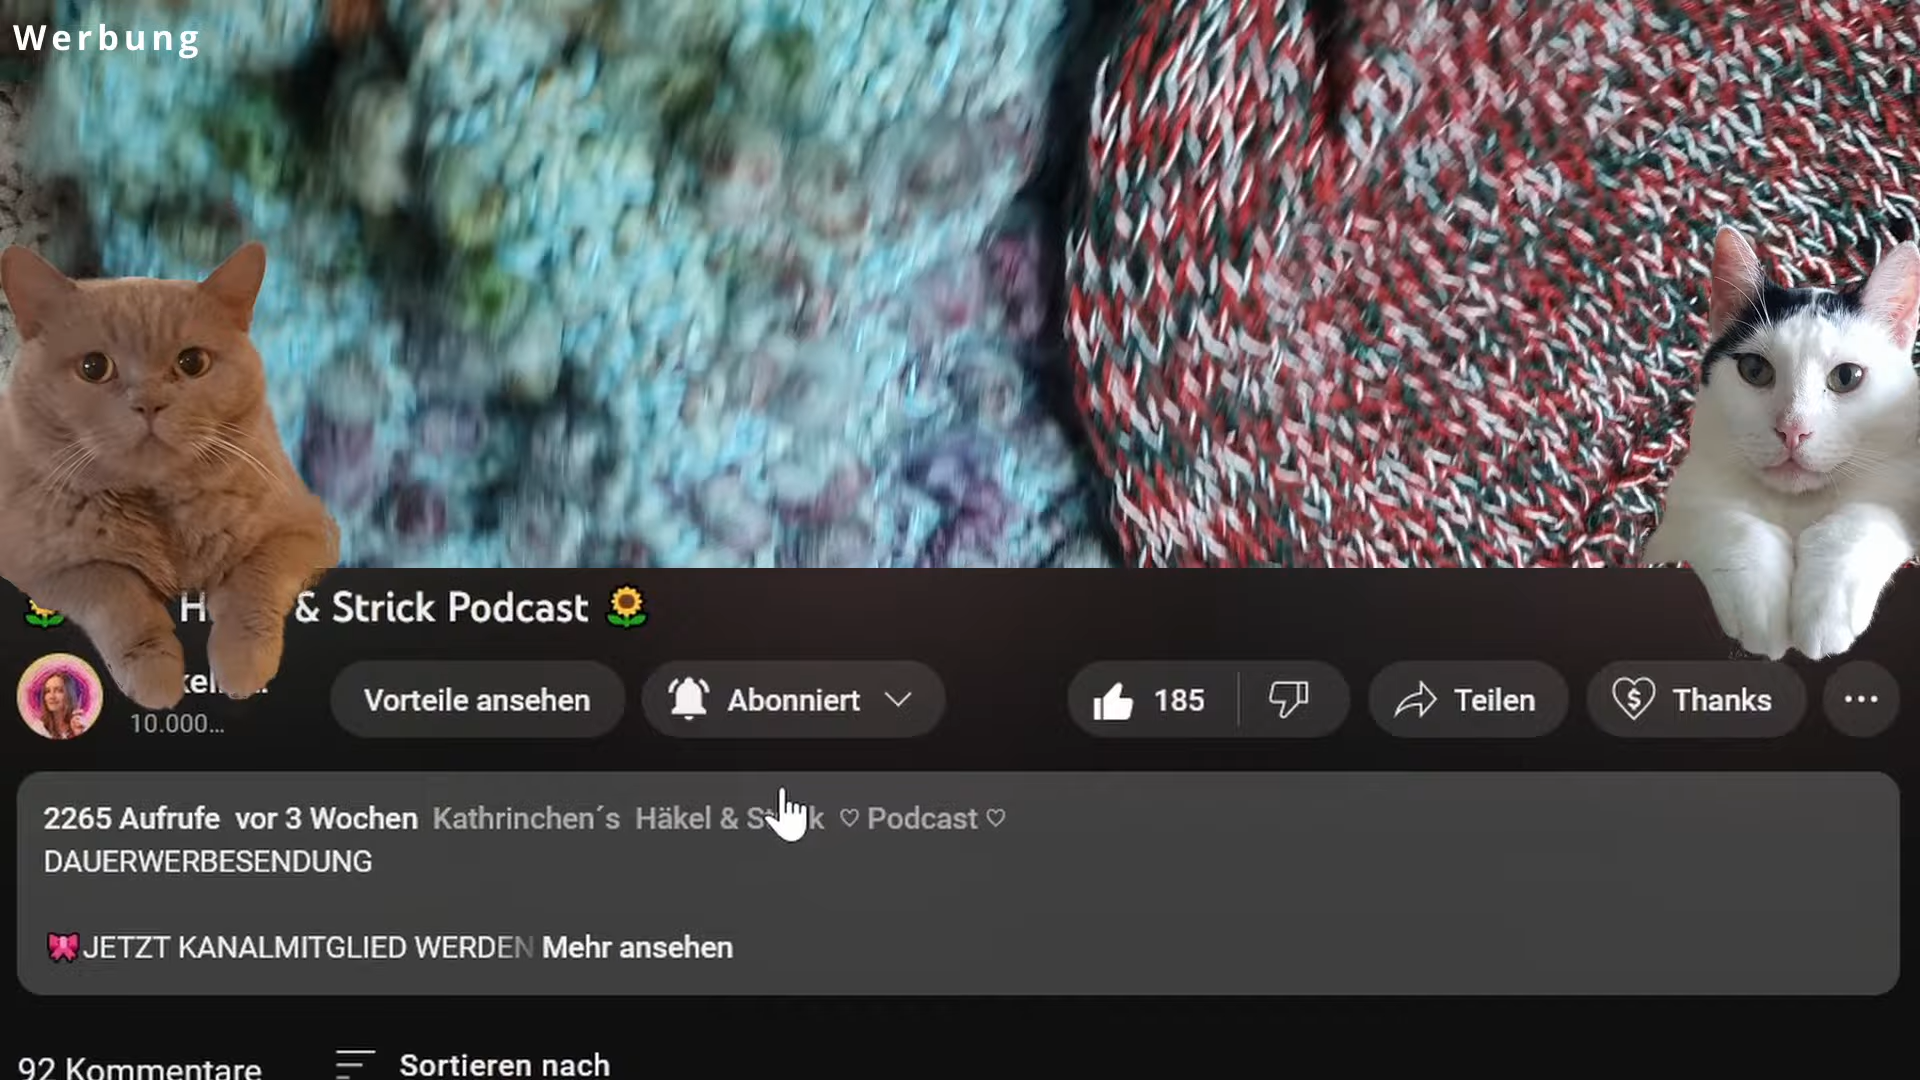 Werbung
& Strick Podcast
10.000...
Vorteile ansehen
Abonniert
185
Teilen
Thanks
2265 Aufrufe vor 3 Wochen Kathrinchen´s Häkel & ♡ Podcast ♡
DAUERWERBESENDUNG
JETZT KANALMITGLIED WERDEN Mehr ansehen
92 Kommentare
Sortieren nach